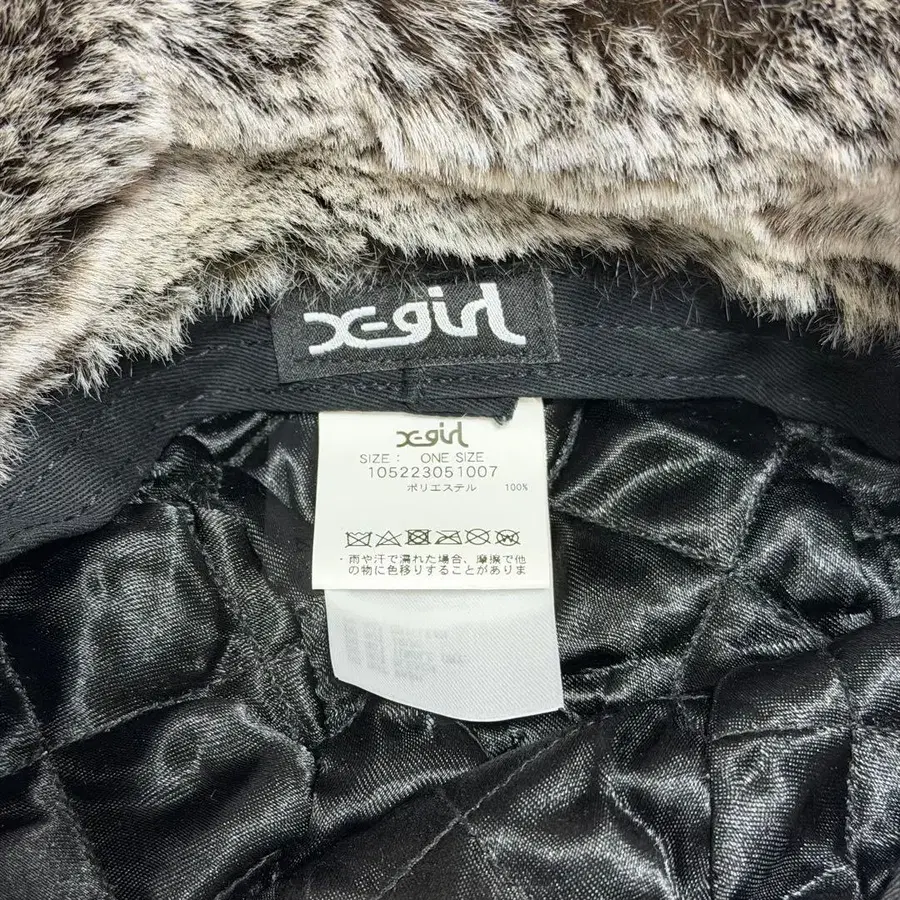 X-girl
X-girl
SIZE : ONE SIZE
105223051007
ポリエステル 100%
・雨や汗で濡れた場合、摩擦で他
の物に色移りすることがありま